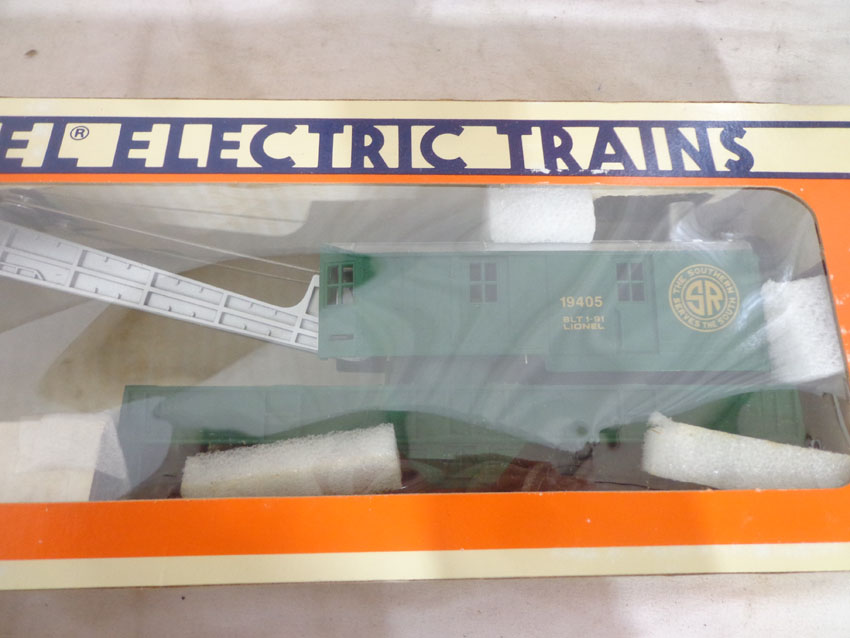 EL® ELECTRIC TRAINS
19405
BLT 1-91
LIONEL
THE SOUTHERN
SR
SERVES THE SOUTH